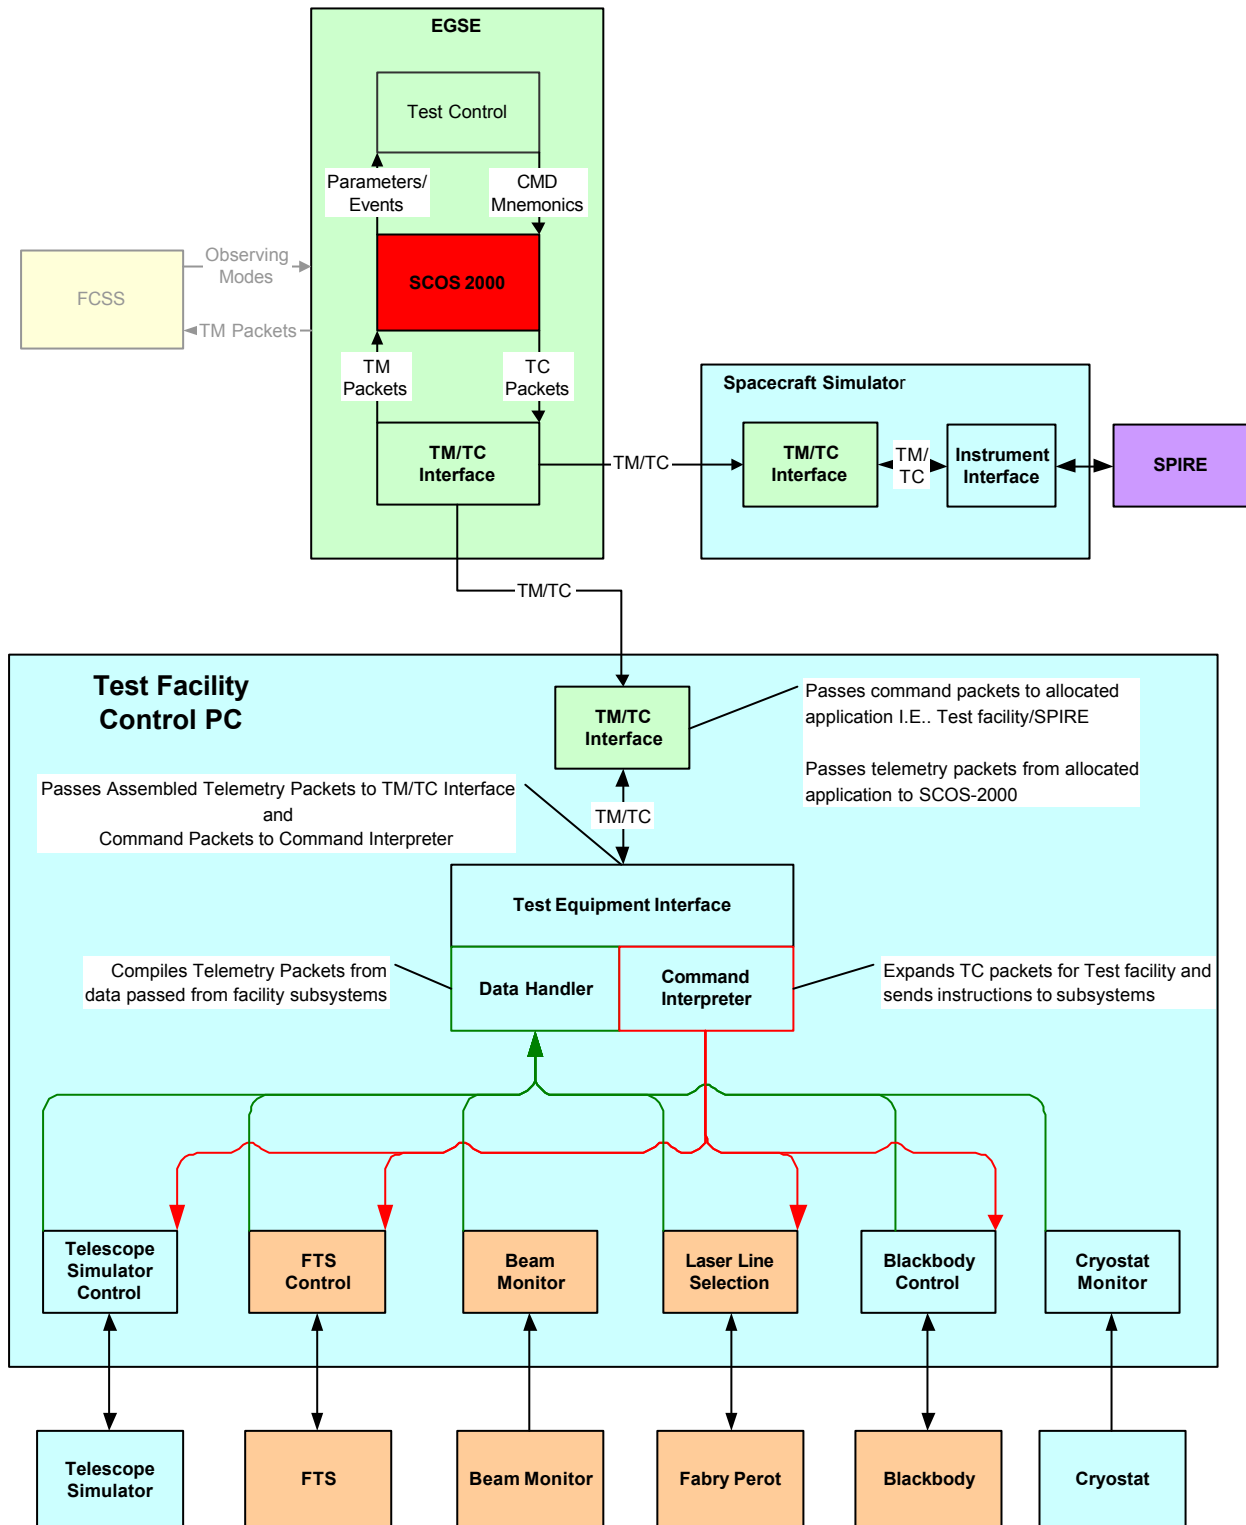 EGSE
Test Control
Parameters/
Events
CMD
Mnemonics
Observing
Modes
FCSS
SCOS 2000
TM Packets
TM
Packets
TC
Packets
Spacecraft Simulator
TM/TC
Interface
TM/TC
TM/TC
Interface
TM/
TC
Instrument
Interface
SPIRE
TM/TC
Test Facility
Control PC
TM/TC
Interface
Passes command packets to allocated
application I.E.. Test facility/SPIRE
Passes telemetry packets from allocated
application to SCOS-2000
Passes Assembled Telemetry Packets to TM/TC Interface
and
Command Packets to Command Interpreter
TM/TC
Test Equipment Interface
Compiles Telemetry Packets from
data passed from facility subsystems
Data Handler
Command
Interpreter
Expands TC packets for Test facility and
sends instructions to subsystems
Telescope
Simulator
Control
FTS
Control
Beam
Monitor
Laser Line
Selection
Blackbody
Control
Cryostat
Monitor
Telescope
Simulator
FTS
Beam Monitor
Fabry Perot
Blackbody
Cryostat